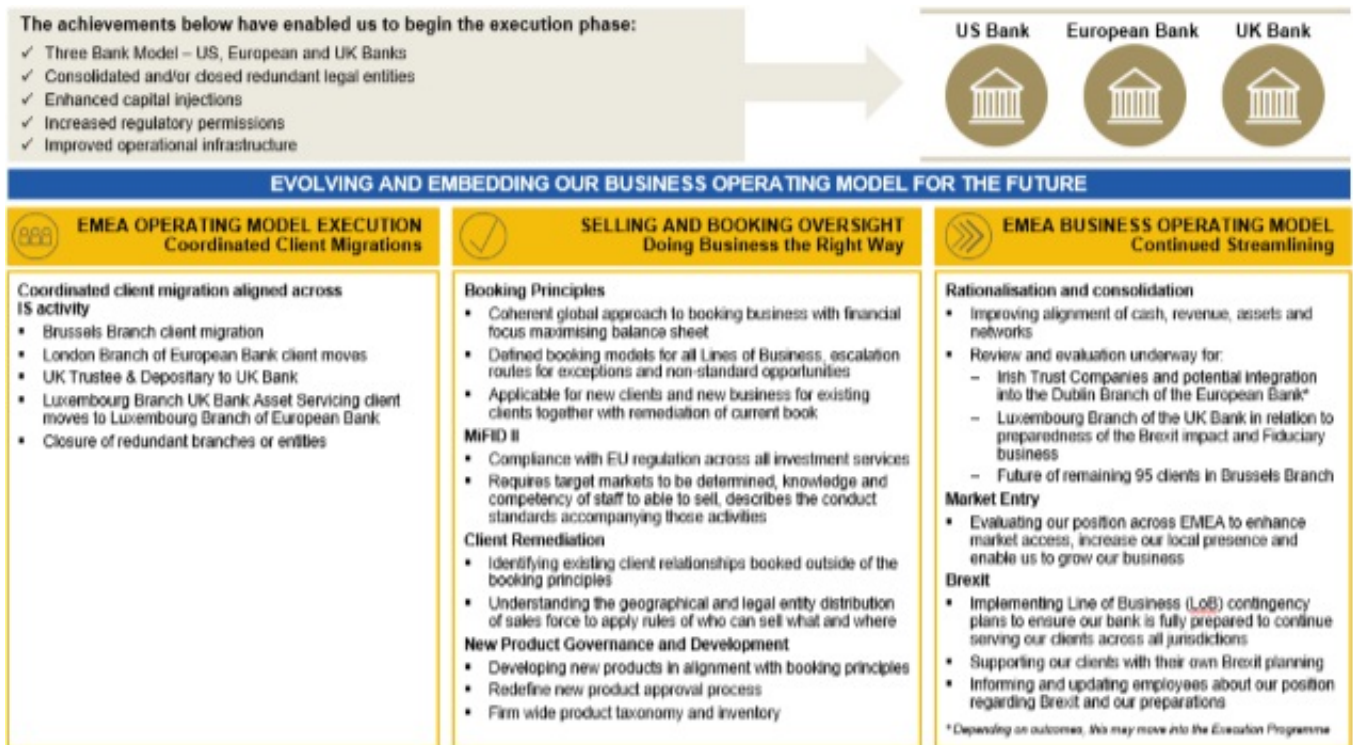 The achievements below have enabled us to begin the execution phase:
✓ Three Bank Model – US, European and UK Banks
✓ Consolidated and/or closed redundant legal entities
✓ Enhanced capital injections
✓ Increased regulatory permissions
✓ Improved operational infrastructure
US Bank
European Bank
UK Bank
EVOLVING AND EMBEDDING OUR BUSINESS OPERATING MODEL FOR THE FUTURE
EMEA OPERATING MODEL EXECUTION
Coordinated Client Migrations
Coordinated client migration aligned across
IS activity
▪ Brussels Branch client migration
▪ London Branch of European Bank client moves
▪ UK Trustee & Depositary to UK Bank
▪ Luxembourg Branch UK Bank Asset Servicing client
moves to Luxembourg Branch of European Bank
▪ Closure of redundant branches or entities
SELLING AND BOOKING OVERSIGHT
Doing Business the Right Way
Booking Principles
▪ Coherent global approach to booking business with financial
focus maximising balance sheet
▪ Defined booking models for all Lines of Business, escalation
routes for exceptions and non-standard opportunities
▪ Applicable for new clients and new business for existing
clients together with remediation of current book
MiFID II
▪ Compliance with EU regulation across all investment services
▪ Requires target markets to be determined, knowledge and
competency of staff to able to sell, describes the conduct
standards accompanying those activities
Client Remediation
▪ Identifying existing client relationships booked outside of the
booking principles
▪ Understanding the geographical and legal entity distribution
of sales force to apply rules of who can sell what and where
New Product Governance and Development
▪ Developing new products in alignment with booking principles
▪ Redefine new product approval process
▪ Firm wide product taxonomy and inventory
EMEA BUSINESS OPERATING MODEL
Continued Streamlining
Rationalisation and consolidation
▪ Improving alignment of cash, revenue, assets and
networks
▪ Review and evaluation underway for:
– Irish Trust Companies and potential integration
into the Dublin Branch of the European Bank*
– Luxembourg Branch of the UK Bank in relation to
preparedness of the Brexit impact and Fiduciary
business
– Future of remaining 95 clients in Brussels Branch
Market Entry
▪ Evaluating our position across EMEA to enhance
market access, increase our local presence and
enable us to grow our business
Brexit
▪ Implementing Line of Business (LoB) contingency
plans to ensure our bank is fully prepared to continue
serving our clients across all jurisdictions
▪ Supporting our clients with their own Brexit planning
▪ Informing and updating employees about our position
regarding Brexit and our preparations
* Depending on outcomes, this may move into the Execution Programme